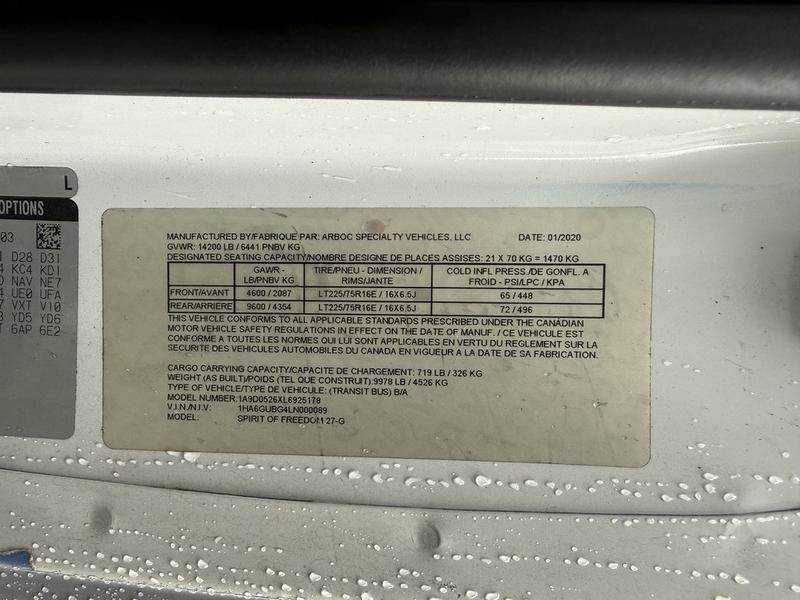 L
OPTIONS
03
D28 D3I
KC4 KDI
NAV NE7
UE0 UFA
VXT V10
YD5 YD6
6AP 6E2
MANUFACTURED BY/FABRIQUE PAR: ARBOC SPECIALTY VEHICLES, LLC DATE: 01/2020
GVWR: 14200 LB / 6441 PNBV KG
DESIGNATED SEATING CAPACITY/NOMBRE DESIGNE DE PLACES ASSISES: 21 X 70 KG = 1470 KG
GAWR - TIRE/PNEU - DIMENSION / COLD INFL PRESS./DE GONFL. A
LB/PNBV KG RIMS/JANTE FROID - PSI/LPC / KPA
FRONT/AVANT 4600 / 2087 LT225/75R16E / 16X6.5J 65 / 448
REAR/ARRIERE 9600 / 4354 LT225/75R16E / 16X6.5J 72 / 496
THIS VEHICLE CONFORMS TO ALL APPLICABLE STANDARDS PRESCRIBED UNDER THE CANADIAN
MOTOR VEHICLE SAFETY REGULATIONS IN EFFECT ON THE DATE OF MANUF. / CE VEHICULE EST
CONFORME A TOUTES LES NORMES QUI LUI SONT APPLICABLES EN VERTU DU REGLEMENT SUR LA
SECURITE DES VEHICULES AUTOMOBILES DU CANADA EN VIGUEUR A LA DATE DE SA FABRICATION.
CARGO CARRYING CAPACITY/CAPACITE DE CHARGEMENT: 719 LB / 326 KG
WEIGHT (AS BUILT/POIDS (TEL QUE CONSTRUIT):9978 LB / 4526 KG
TYPE OF VEHICLE/TYPE DE VEHICULE: (TRANSIT BUS) B/A
MODEL NUMBER:1A9D0526XL6925178
V.I.N./N.I.V: 1HA6GUBG4LN000089
MODEL: SPIRIT OF FREEDOM 27-G